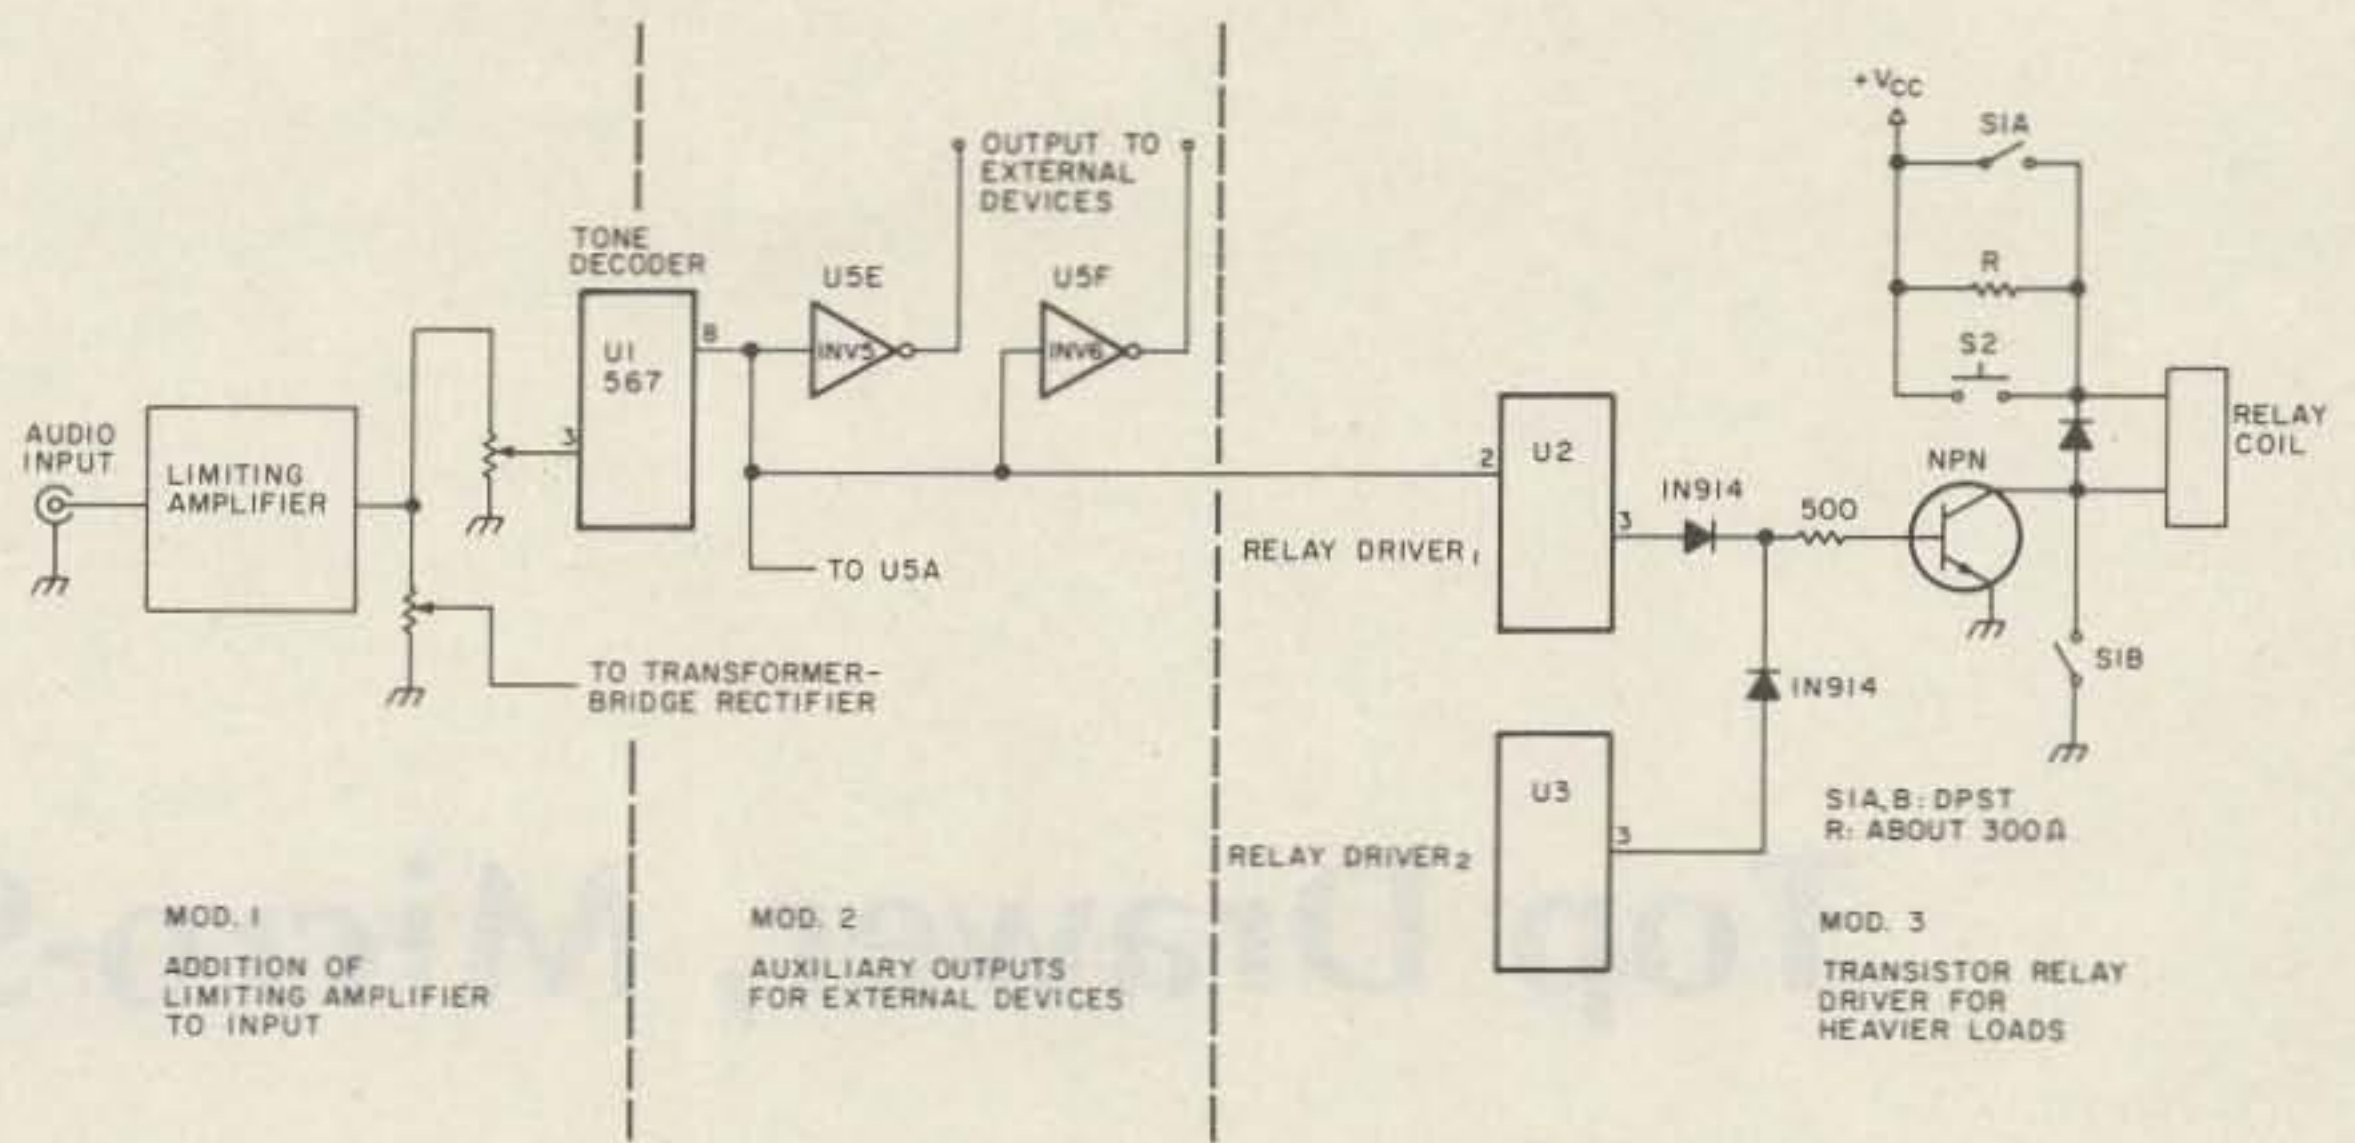 +VCC
S1A
OUTPUT TO
EXTERNAL
DEVICES
TONE
DECODER
U5E
U5F
R
U1
567
8
INV5
INV6
S2
AUDIO
INPUT
LIMITING
AMPLIFIER
3
2
U2
NPN
RELAY
COIL
1N914
500
3
RELAY DRIVER1
TO U5A
TO TRANSFORMER-
BRIDGE RECTIFIER
1N914
S1B
U3
S1A,B: DPST
R: ABOUT 300Ω
3
RELAY DRIVER2
MOD. 1
ADDITION OF
LIMITING AMPLIFIER
TO INPUT
MOD. 2
AUXILIARY OUTPUTS
FOR EXTERNAL DEVICES
MOD. 3
TRANSISTOR RELAY
DRIVER FOR
HEAVIER LOADS